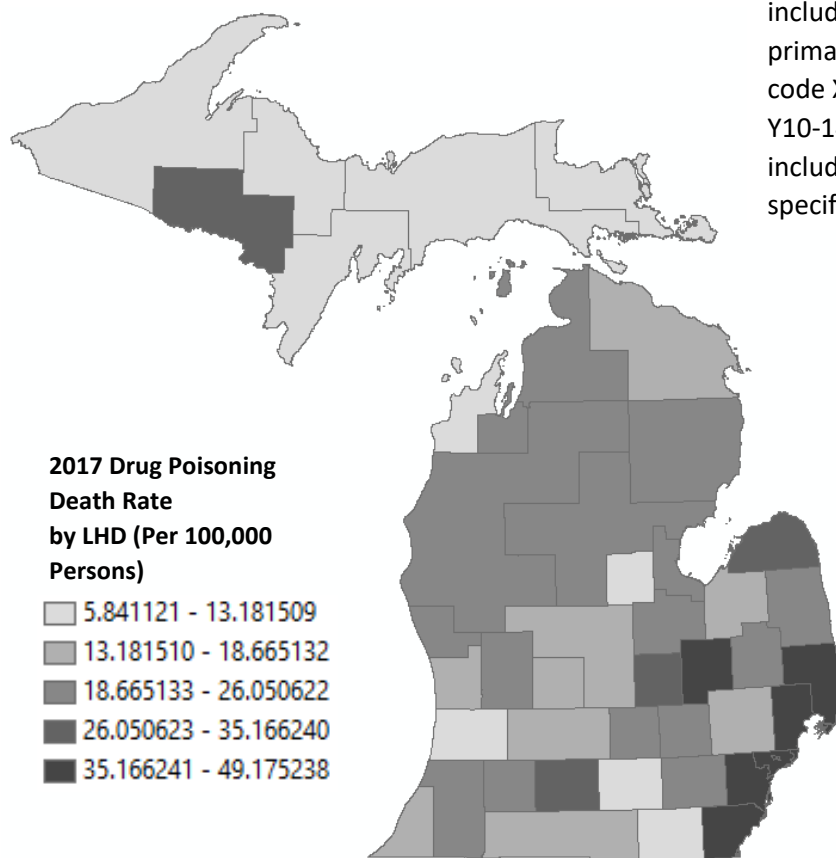 includ
prima
code X
Y10-1
includ
specif
2017 Drug Poisoning
Death Rate
by LHD (Per 100,000
Persons)
5.841121 - 13.181509
13.181510 - 18.665132
18.665133 - 26.050622
26.050623 - 35.166240
35.166241 - 49.175238